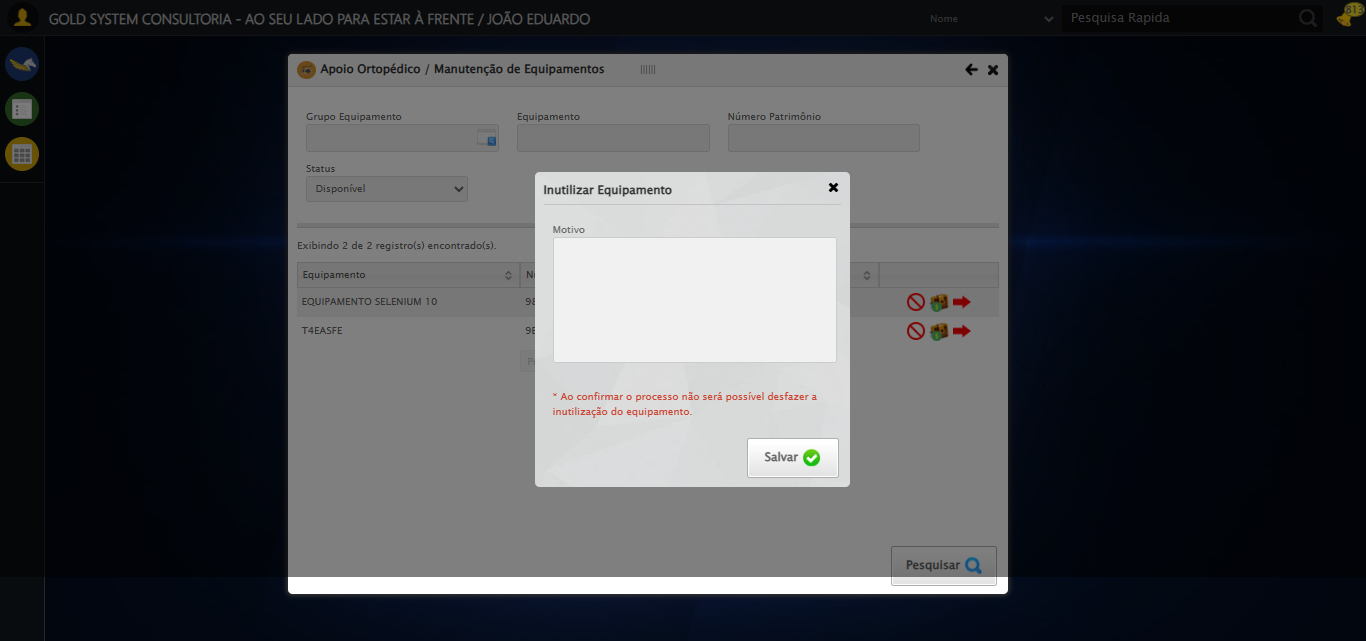 GOLD SYSTEM CONSULTORIA - AO SEU LADO PARA ESTAR À FRENTE / JOÃO EDUARDO
Nome
Pesquisa Rapida
813
Apoio Ortopédico / Manutenção de Equipamentos
Grupo Equipamento
Equipamento
Número Patrimônio
Status
Disponível
Exibindo 2 de 2 registro(s) encontrado(s).
Equipamento
EQUIPAMENTO SELENIUM 10
T4EASFE
Inutilizar Equipamento
Motivo
* Ao confirmar o processo não será possível desfazer a
inutilização do equipamento.
Salvar
Pesquisar